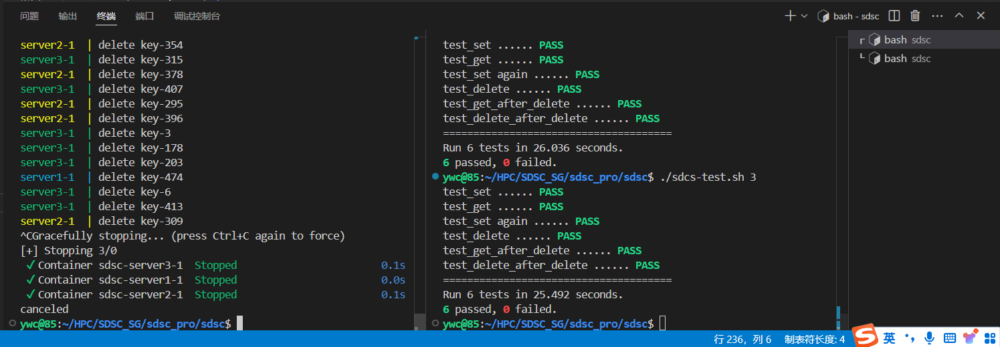 问题 输出 终端 端口 调试控制台 bash - sdsc
server2-1 | delete key-354
server3-1 | delete key-315
server2-1 | delete key-378
server3-1 | delete key-407
server2-1 | delete key-295
server2-1 | delete key-396
server3-1 | delete key-3
server3-1 | delete key-178
server3-1 | delete key-203
server1-1 | delete key-474
server3-1 | delete key-6
server3-1 | delete key-413
server2-1 | delete key-309
^CGracefully stopping... (press Ctrl+C again to force)
[+] Stopping 3/0
✔ Container sdsc-server3-1 Stopped 0.1s
✔ Container sdsc-server1-1 Stopped 0.0s
✔ Container sdsc-server2-1 Stopped 0.1s
canceled
ywc@85:~/HPC/SDSC_SG/sdsc_pro/sdsc$
test_set ...... PASS
test_get ...... PASS
test_set again ...... PASS
test_delete ...... PASS
test_get_after_delete ...... PASS
test_delete_after_delete ...... PASS
======================================
Run 6 tests in 26.036 seconds.
6 passed, 0 failed.
ywc@85:~/HPC/SDSC_SG/sdsc_pro/sdsc$ ./sdcs-test.sh 3
test_set ...... PASS
test_get ...... PASS
test_set again ...... PASS
test_delete ...... PASS
test_get_after_delete ...... PASS
test_delete_after_delete ...... PASS
======================================
Run 6 tests in 25.492 seconds.
6 passed, 0 failed.
ywc@85:~/HPC/SDSC_SG/sdsc_pro/sdsc$
bash sdsc
bash sdsc
行 236，列 6 制表符长度: 4 英